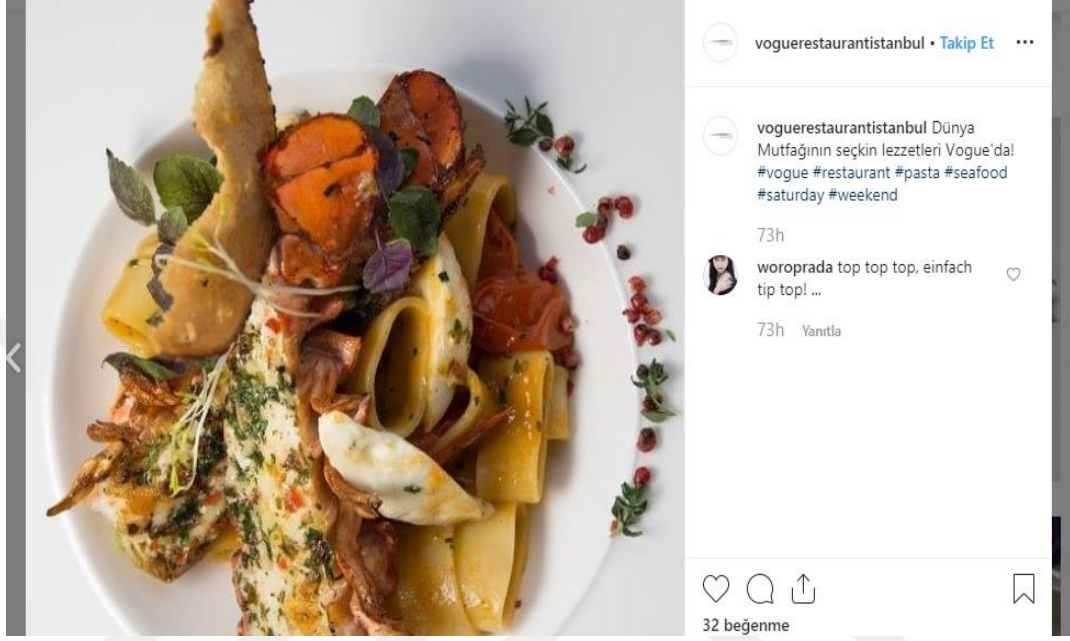 voguerestaurantistanbul • Takip Et
voguerestaurantistanbul Dünya
Mutfağının seçkin lezzetleri Vogue'da!
#vogue #restaurant #pasta #seafood
#saturday #weekend
73h
woroprada top top top, einfach
tip top! ...
73h Yanıtla
32 beğenme